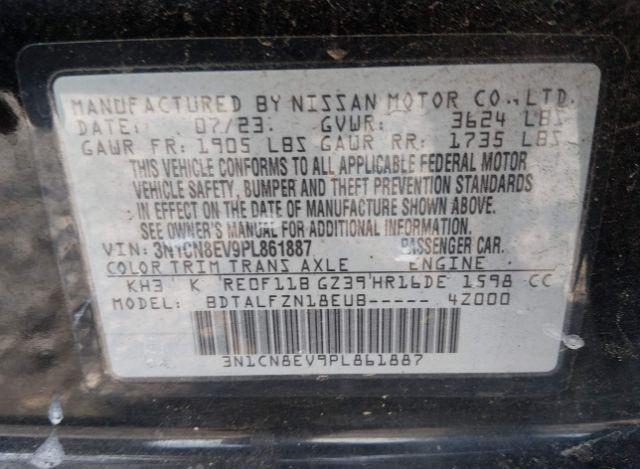 MANUFACTURED BY NISSAN MOTOR CO., LTD.
DATE: 07/23. GVWR: 3624 LBS
GAWR FR: 1905 LBS GAWR RR: 1735 LBS
THIS VEHICLE CONFORMS TO ALL APPLICABLE FEDERAL MOTOR
VEHICLE SAFETY, BUMPER AND THEFT PREVENTION STANDARDS
IN EFFECT ON THE DATE OF MANUFACTURE SHOWN ABOVE.
SEE OWNER'S MANUAL FOR ADDITIONAL INFORMATION.
VIN: 3N1CN8EV9PL861887 PASSENGER CAR.
COLOR TRIM TRANS AXLE ENGINE
KH3 K RE0F11B GZ39 HR16DE 1598 CC
MODEL: BDTALFZN18EUB----- 4Z000
3N1CN8EV9PL861887